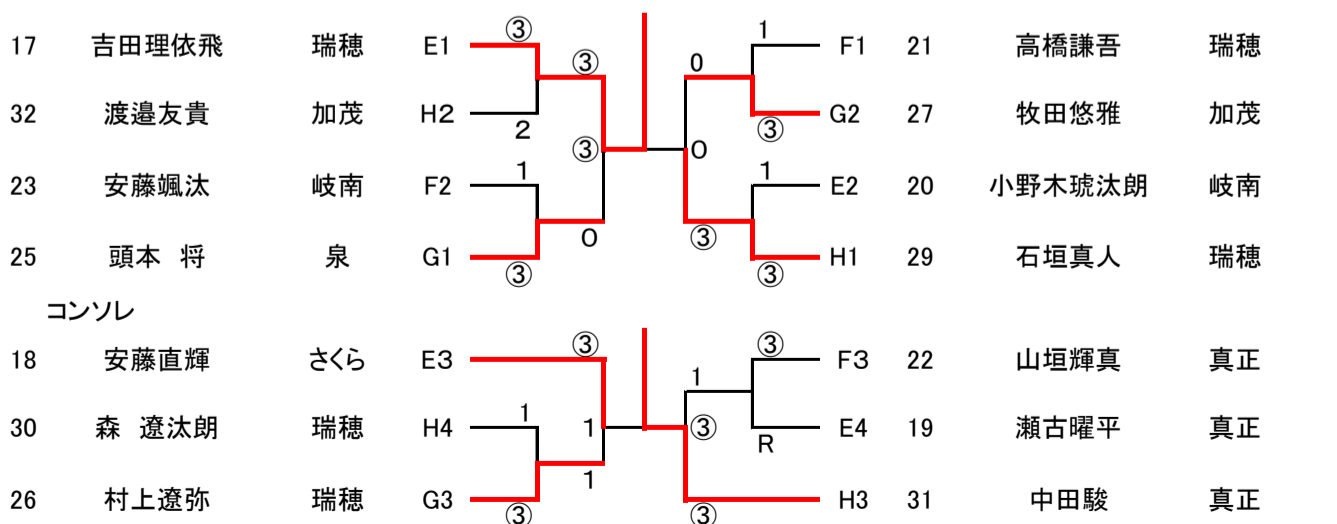 ③ 1
17 吉田理依飛 瑞穂 E1 F1 21 高橋謙吾 瑞穂
③ 0
32 渡邉友貴 加茂 H2 G2 27 牧田悠雅 加茂
2 ③
③ 0
1 1
23 安藤颯汰 岐南 F2 E2 20 小野木琥汰朗 岐南
0 ③
25 頭本 将 泉 G1 H1 29 石垣真人 瑞穂
③ ③
コンソレ
③ ③
18 安藤直輝 さくら E3 F3 22 山垣輝真 真正
1
1
30 森 遼汰朗 瑞穂 H4 1 ③ E4 19 瀬古曜平 真正
R
1
26 村上遼弥 瑞穂 G3 H3 31 中田駿 真正
③ ③